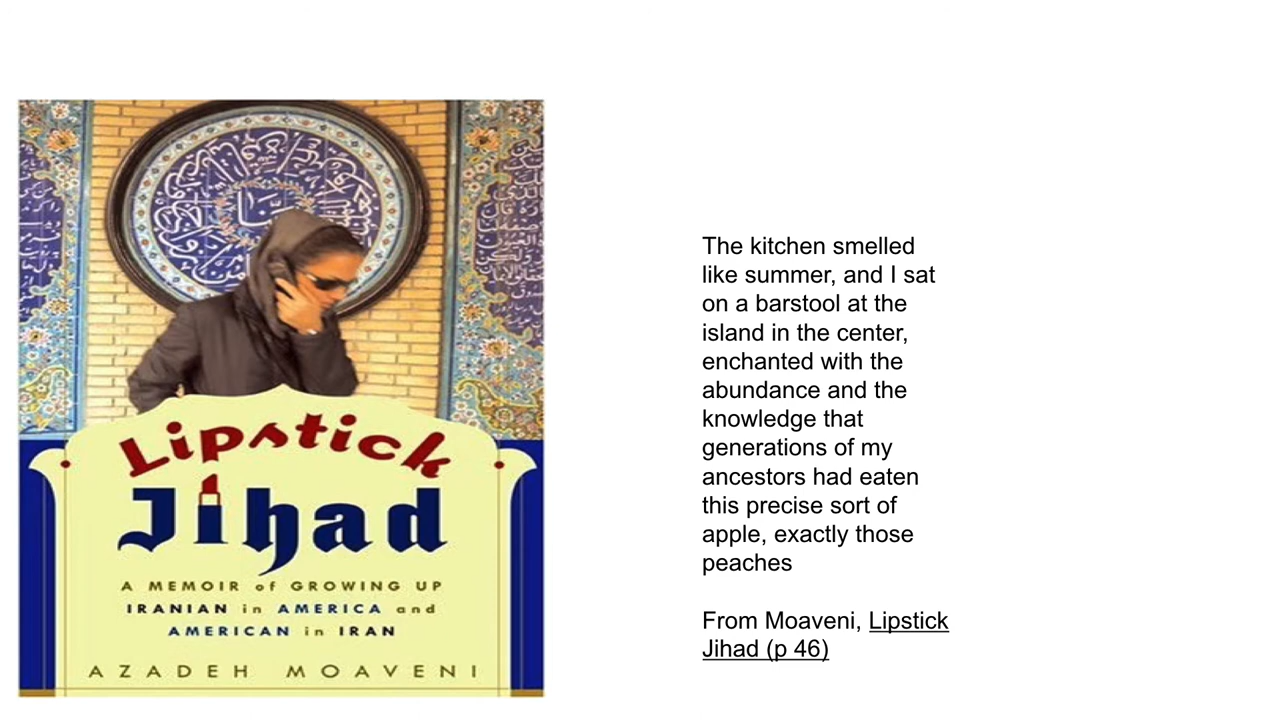 Lipstick
Jihad
A MEMOIR of GROWING UP
IRANIAN in AMERICA and
AMERICAN in IRAN
AZADEH MOAVENI
The kitchen smelled
like summer, and I sat
on a barstool at the
island in the center,
enchanted with the
abundance and the
knowledge that
generations of my
ancestors had eaten
this precise sort of
apple, exactly those
peaches
From Moaveni, Lipstick
Jihad (p 46)